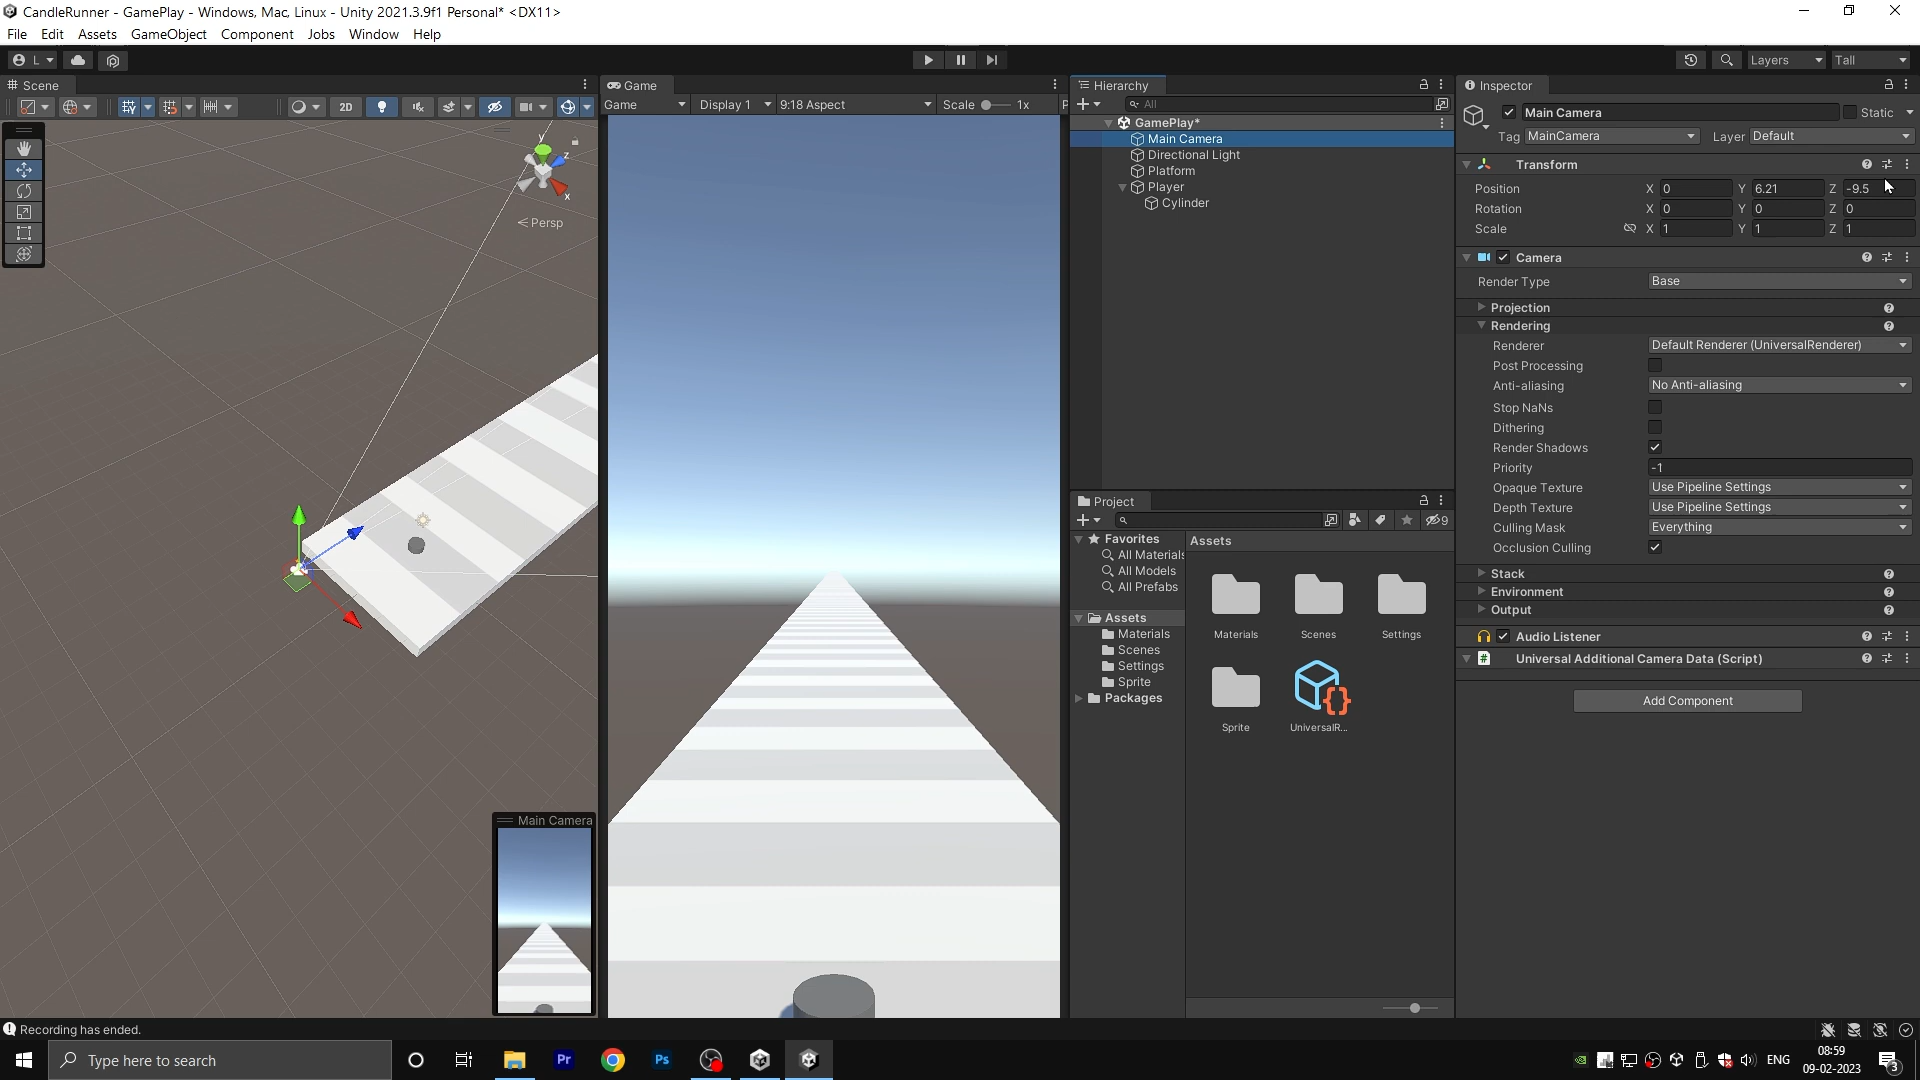 CandleRunner - GamePlay - Windows, Mac, Linux - Unity 2021.3.9f1 Personal* <DX11>
File Edit Assets GameObject Component Jobs Window Help
L Layers Tall
Scene
2D
Persp
y z x
Game
Game Display 1 9:18 Aspect Scale 1x
Main Camera
Hierarchy
All
GamePlay*
Main Camera
Directional Light
Platform
Player
Cylinder
Project
9
Favorites
All Materials
All Models
All Prefabs
Assets
Materials
Scenes
Settings
Sprite
Packages
Assets
Materials Scenes Settings
Sprite UniversalR...
Inspector
Main Camera Static
Tag MainCamera Layer Default
Transform
Position X 0 Y 6.21 Z -9.5
Rotation X 0 Y 0 Z 0
Scale X 1 Y 1 Z 1
Camera
Render Type Base
Projection
Rendering
Renderer Default Renderer (UniversalRenderer)
Post Processing
Anti-aliasing No Anti-aliasing
Stop NaNs
Dithering
Render Shadows
Priority -1
Opaque Texture Use Pipeline Settings
Depth Texture Use Pipeline Settings
Culling Mask Everything
Occlusion Culling
Stack
Environment
Output
Audio Listener
# Universal Additional Camera Data (Script)
Add Component
Recording has ended.
Type here to search
Pr Ps
ENG
08:59
09-02-2023
3